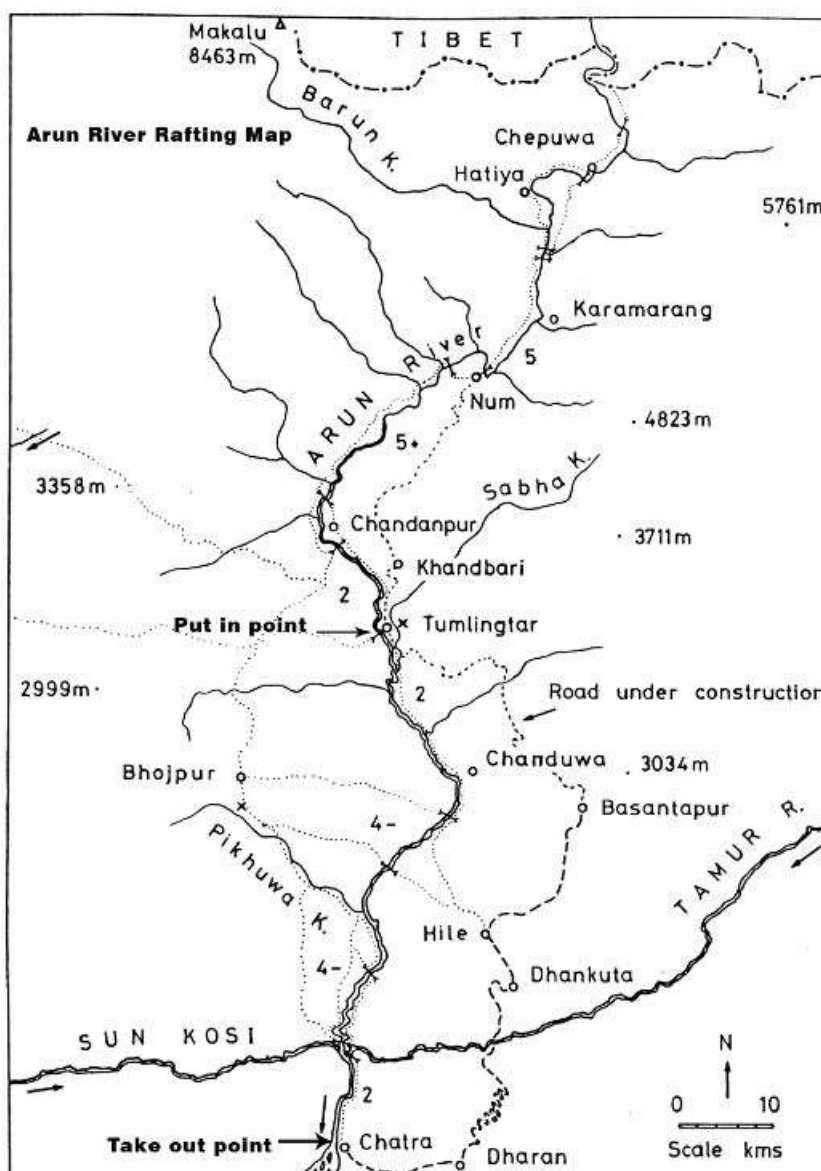 Makalu
8463m
TIBET
Barun K.
Arun River Rafting Map
Chepuwa
Hatiya
5761m
Karamarang
5
ARUN River
Num
4823m
5+
Sabha K.
3358m
Chandanpur
3711m
Khandbari
2
Put in point
Tumlingtar
2999m
2
Road under construction
Chanduwa
3034m
Bhojpur
Basantapur
4-
TAMUR R.
Pikhuwa K.
Hile
4-
Dhankuta
SUN KOSI
N
2
0 10
Take out point
Chatra
Scale kms
Dharan